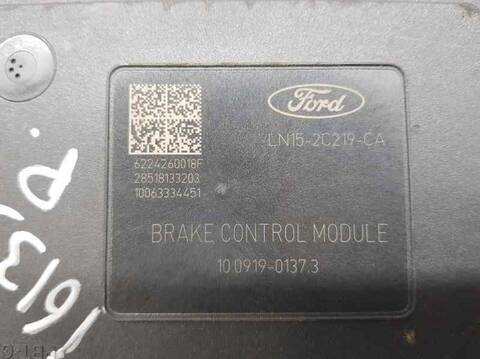 Ford
LN15-2C219-CA
6224260018F
28518133203
10063334451
BRAKE CONTROL MODULE
10.0919-0137.3